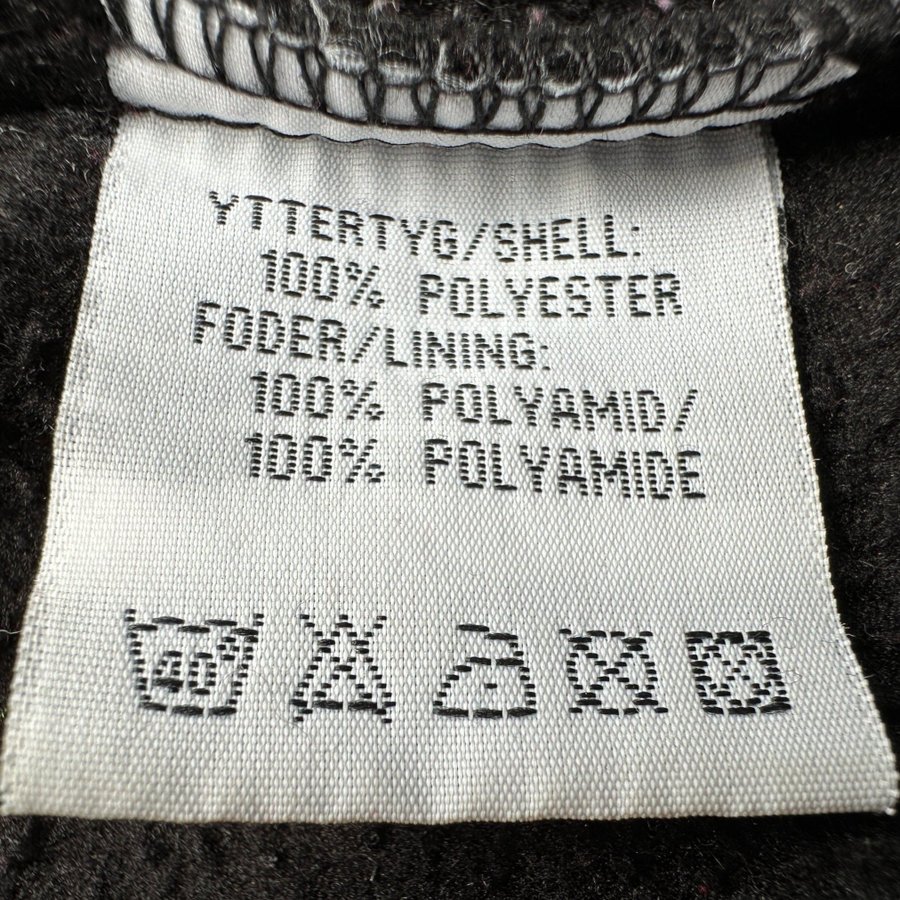 YTTERTYG/SHELL:
100% POLYESTER
FODER/LINING:
100% POLYAMID/
100% POLYAMIDE
40°